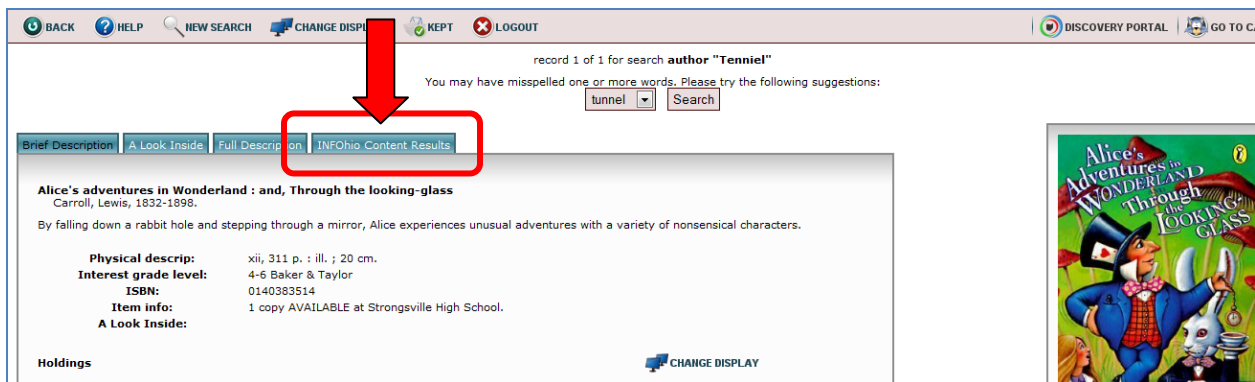 BACK HELP NEW SEARCH CHANGE KEPT LOGOUT DISCOVERY PORTAL GO TO
record 1 of 1 for search author "Tenniel"
You may have misspelled one or more words. Please try the following suggestions:
tunnel Search
Brief Description A Look Inside Full Description INFOhio Content Results
Alice's adventures in Wonderland : and, Through the looking-glass
Carroll, Lewis, 1832-1898.
By falling down a rabbit hole and stepping through a mirror, Alice experiences unusual adventures with a variety of nonsensical characters.
Physical descrip: xii, 311 p. : ill. ; 20 cm.
Interest grade level: 4-6 Baker & Taylor
ISBN: 0140383514
Item info: 1 copy AVAILABLE at Strongsville High School.
A Look Inside:
Holdings CHANGE DISPLAY
Alice's
Adventures in
WONDERLAND
and
Through
the
LOOKING-
GLASS